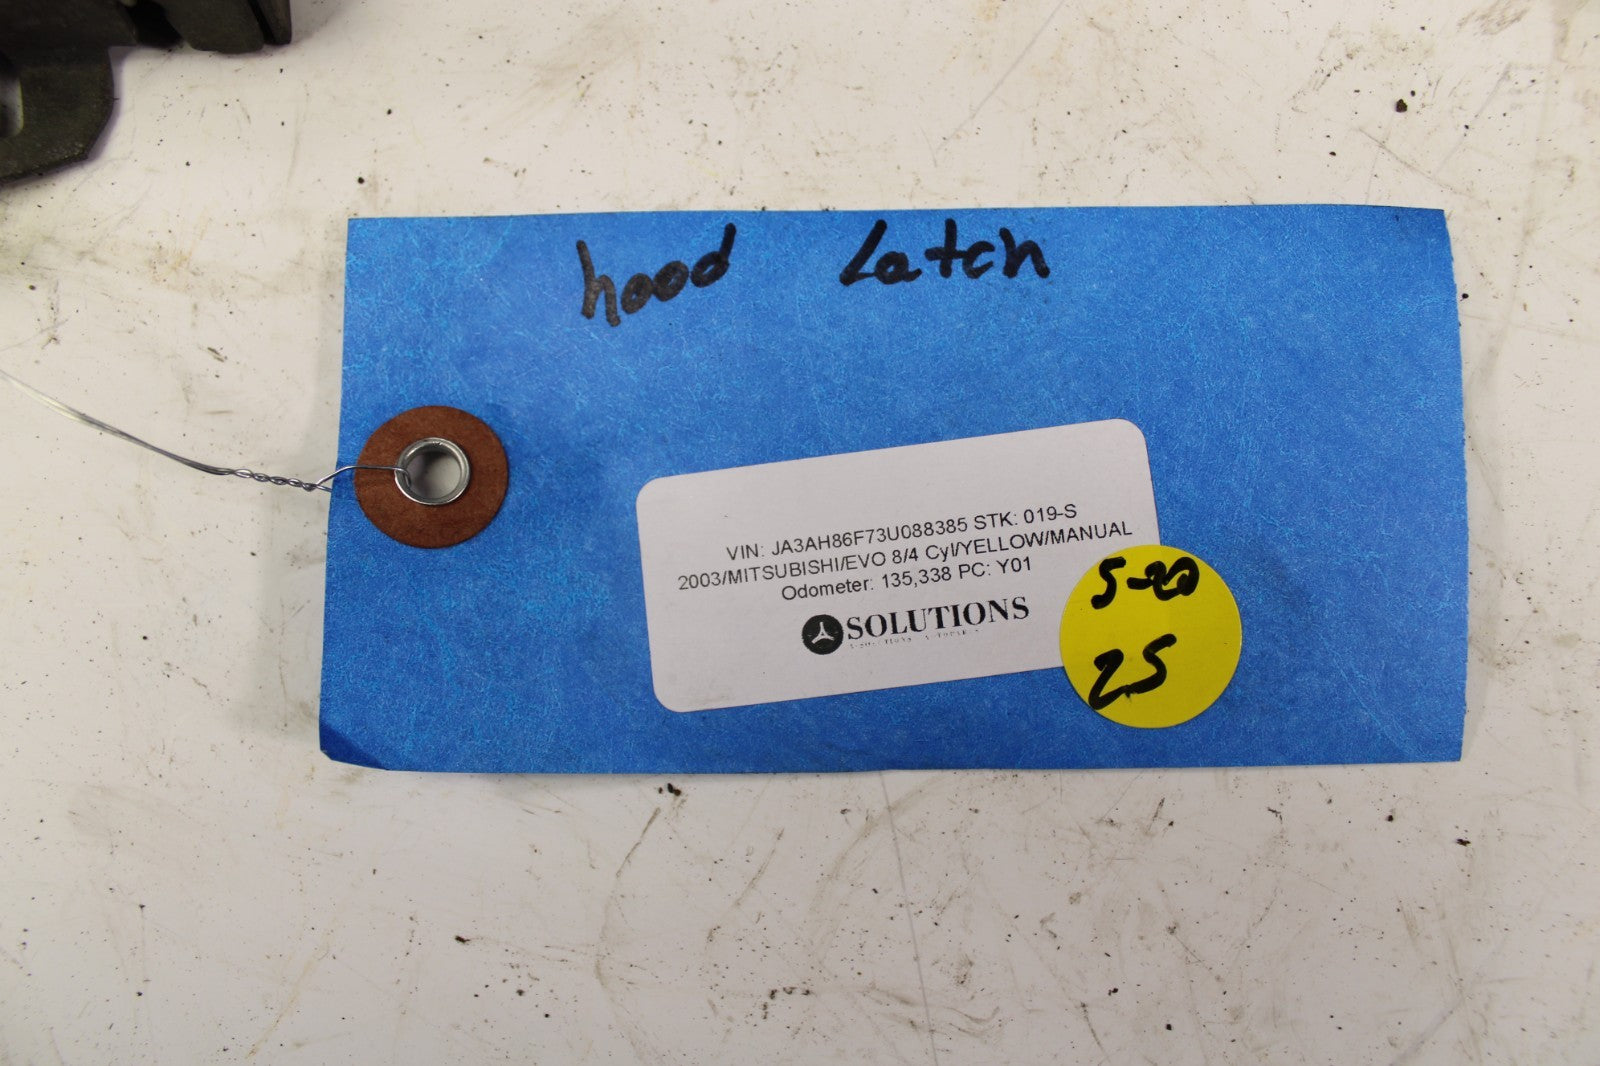 hood Latch
VIN: JA3AH86F73U088385 STK: 019-S
2003/MITSUBISHI/EVO 8/4 Cyl/YELLOW/MANUAL
Odometer: 135,338 PC: Y01
SOLUTIONS
S-20
25